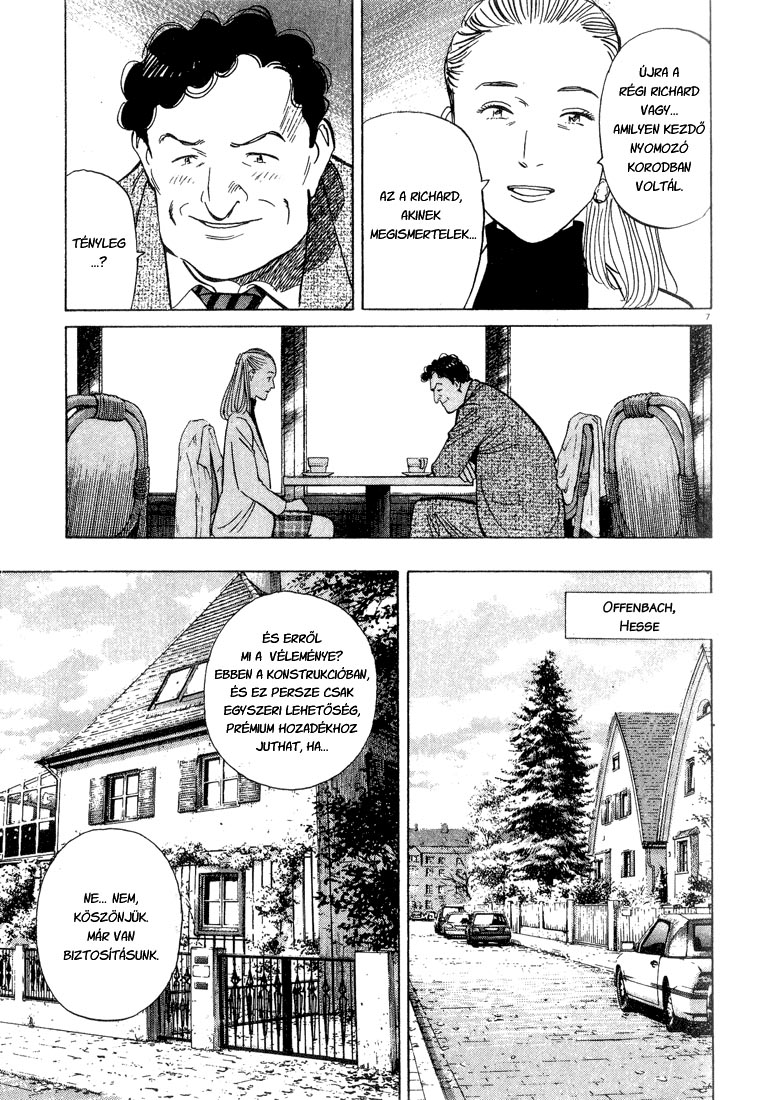 ÚJRA A
RÉGI RICHARD
VAGY...
AMILYEN KEZDŐ
NYOMOZÓ
KORODBAN
VOLTÁL.
AZ A RICHARD,
AKINEK
MEGISMERTELEK...
TÉNYLEG
...?
7
OFFENBACH,
HESSE
ÉS ERRŐL
MI A VÉLEMÉNYE?
EBBEN A KONSTRUKCIÓBAN,
ÉS EZ PERSZE CSAK
EGYSZERI LEHETŐSÉG,
PRÉMIUM HOZADÉKHOZ
JUTHAT, HA...
NE... NEM,
KÖSZÖNJÜK.
MÁR VAN
BIZTOSÍTÁSUNK.